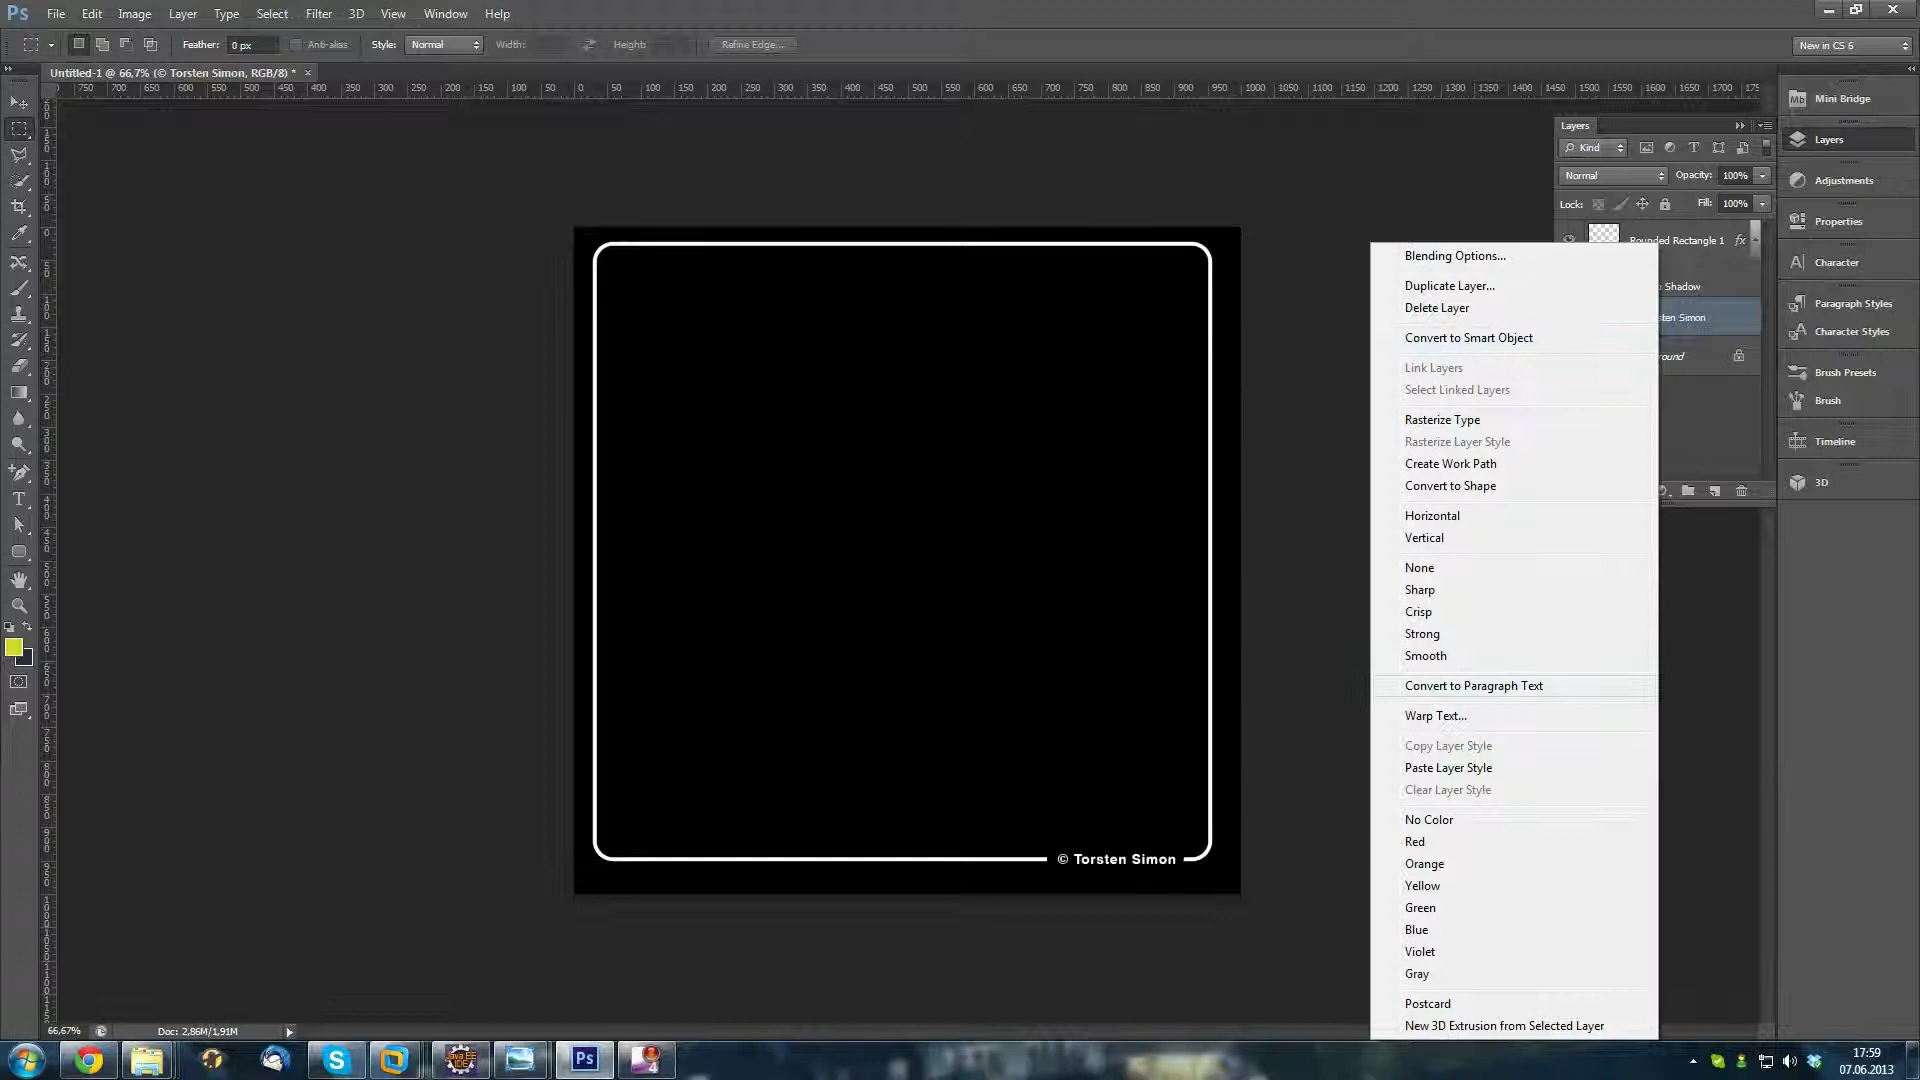 Ps File Edit Image Layer Type Select Filter 3D View Window Help
Feather: 0 px Anti-alias Style: Normal Width: Height: Refine Edge... New in CS 6
Untitled-1 @ 66,7% (© Torsten Simon, RGB/8) * ×
750 700 650 600 550 500 450 400 350 300 250 200 150 100 50 0 50 100 150 200 250 300 350 400 450 500 550 600 650 700 750 800 850 900 950 1000 1050 1100 1150 1200 1250 1300 1350 1400 1450 1500 1550 1600 1650 1700 175
Mb Mini Bridge
Layers
Kind
Layers
Normal Opacity: 100%
Adjustments
Lock: Fill: 100%
Properties
Rounded Rectangle 1 fx
Character
Shadow
Paragraph Styles
sten Simon
Character Styles
round
Brush Presets
Brush
Timeline
3D
Blending Options...
Duplicate Layer...
Delete Layer
Convert to Smart Object
Link Layers
Select Linked Layers
Rasterize Type
Rasterize Layer Style
Create Work Path
Convert to Shape
Horizontal
Vertical
None
Sharp
Crisp
Strong
Smooth
Convert to Paragraph Text
Warp Text...
Copy Layer Style
Paste Layer Style
Clear Layer Style
No Color
Red
Orange
Yellow
Green
Blue
Violet
Gray
Postcard
New 3D Extrusion from Selected Layer
© Torsten Simon
66,67% Doc: 2,86M/1,91M
Java EE
IDE
Ps
4
17:59
07.06.2013